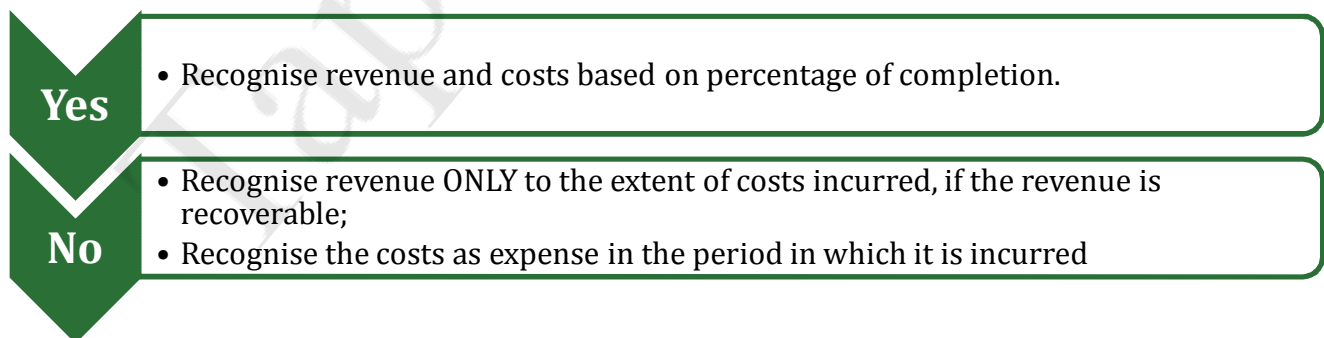 Yes
• Recognise revenue and costs based on percentage of completion.
No
• Recognise revenue ONLY to the extent of costs incurred, if the revenue is
recoverable;
• Recognise the costs as expense in the period in which it is incurred